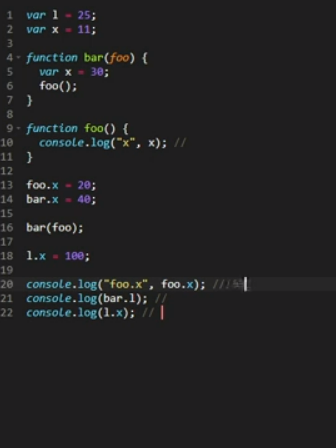 1 var l = 25;
2 var x = 11;
3
4 function bar(foo) {
5 var x = 30;
6 foo();
7 }
8
9 function foo() {
10 console.log("x", x); //
11 }
12
13 foo.x = 20;
14 bar.x = 40;
15
16 bar(foo);
17
18 l.x = 100;
19
20 console.log("foo.x", foo.x); //
21 console.log(bar.l); //
22 console.log(l.x); //